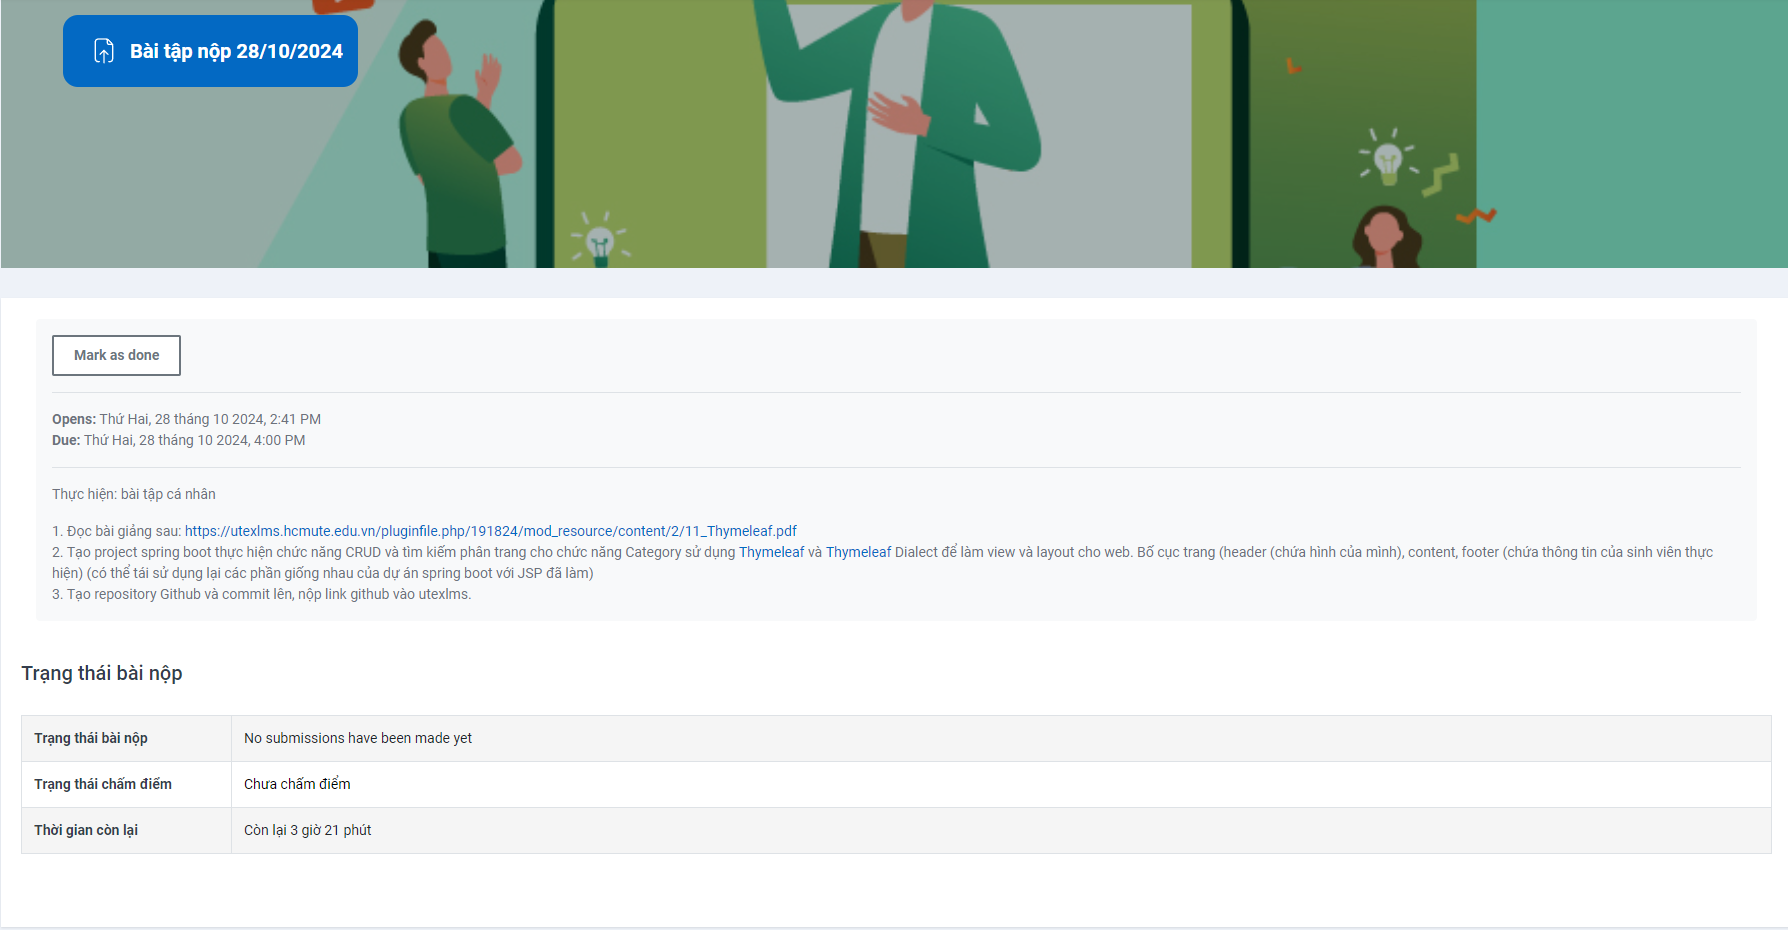 Bài tập nộp 28/10/2024
Mark as done
Opens: Thứ Hai, 28 tháng 10 2024, 2:41 PM
Due: Thứ Hai, 28 tháng 10 2024, 4:00 PM
Thực hiện: bài tập cá nhân
1. Đọc bài giảng sau: https://utexlms.hcmute.edu.vn/pluginfile.php/191824/mod_resource/content/2/11_Thymeleaf.pdf
2. Tạo project spring boot thực hiện chức năng CRUD và tìm kiếm phân trang cho chức năng Category sử dụng Thymeleaf và Thymeleaf Dialect để làm view và layout cho web. Bố cục trang (header (chứa hình của mình), content, footer (chứa thông tin của sinh viên thực
hiện) (có thể tái sử dụng lại các phần giống nhau của dự án spring boot với JSP đã làm)
3. Tạo repository Github và commit lên, nộp link github vào utexlms.
Trạng thái bài nộp
Trạng thái bài nộp No submissions have been made yet
Trạng thái chấm điểm Chưa chấm điểm
Thời gian còn lại Còn lại 3 giờ 21 phút